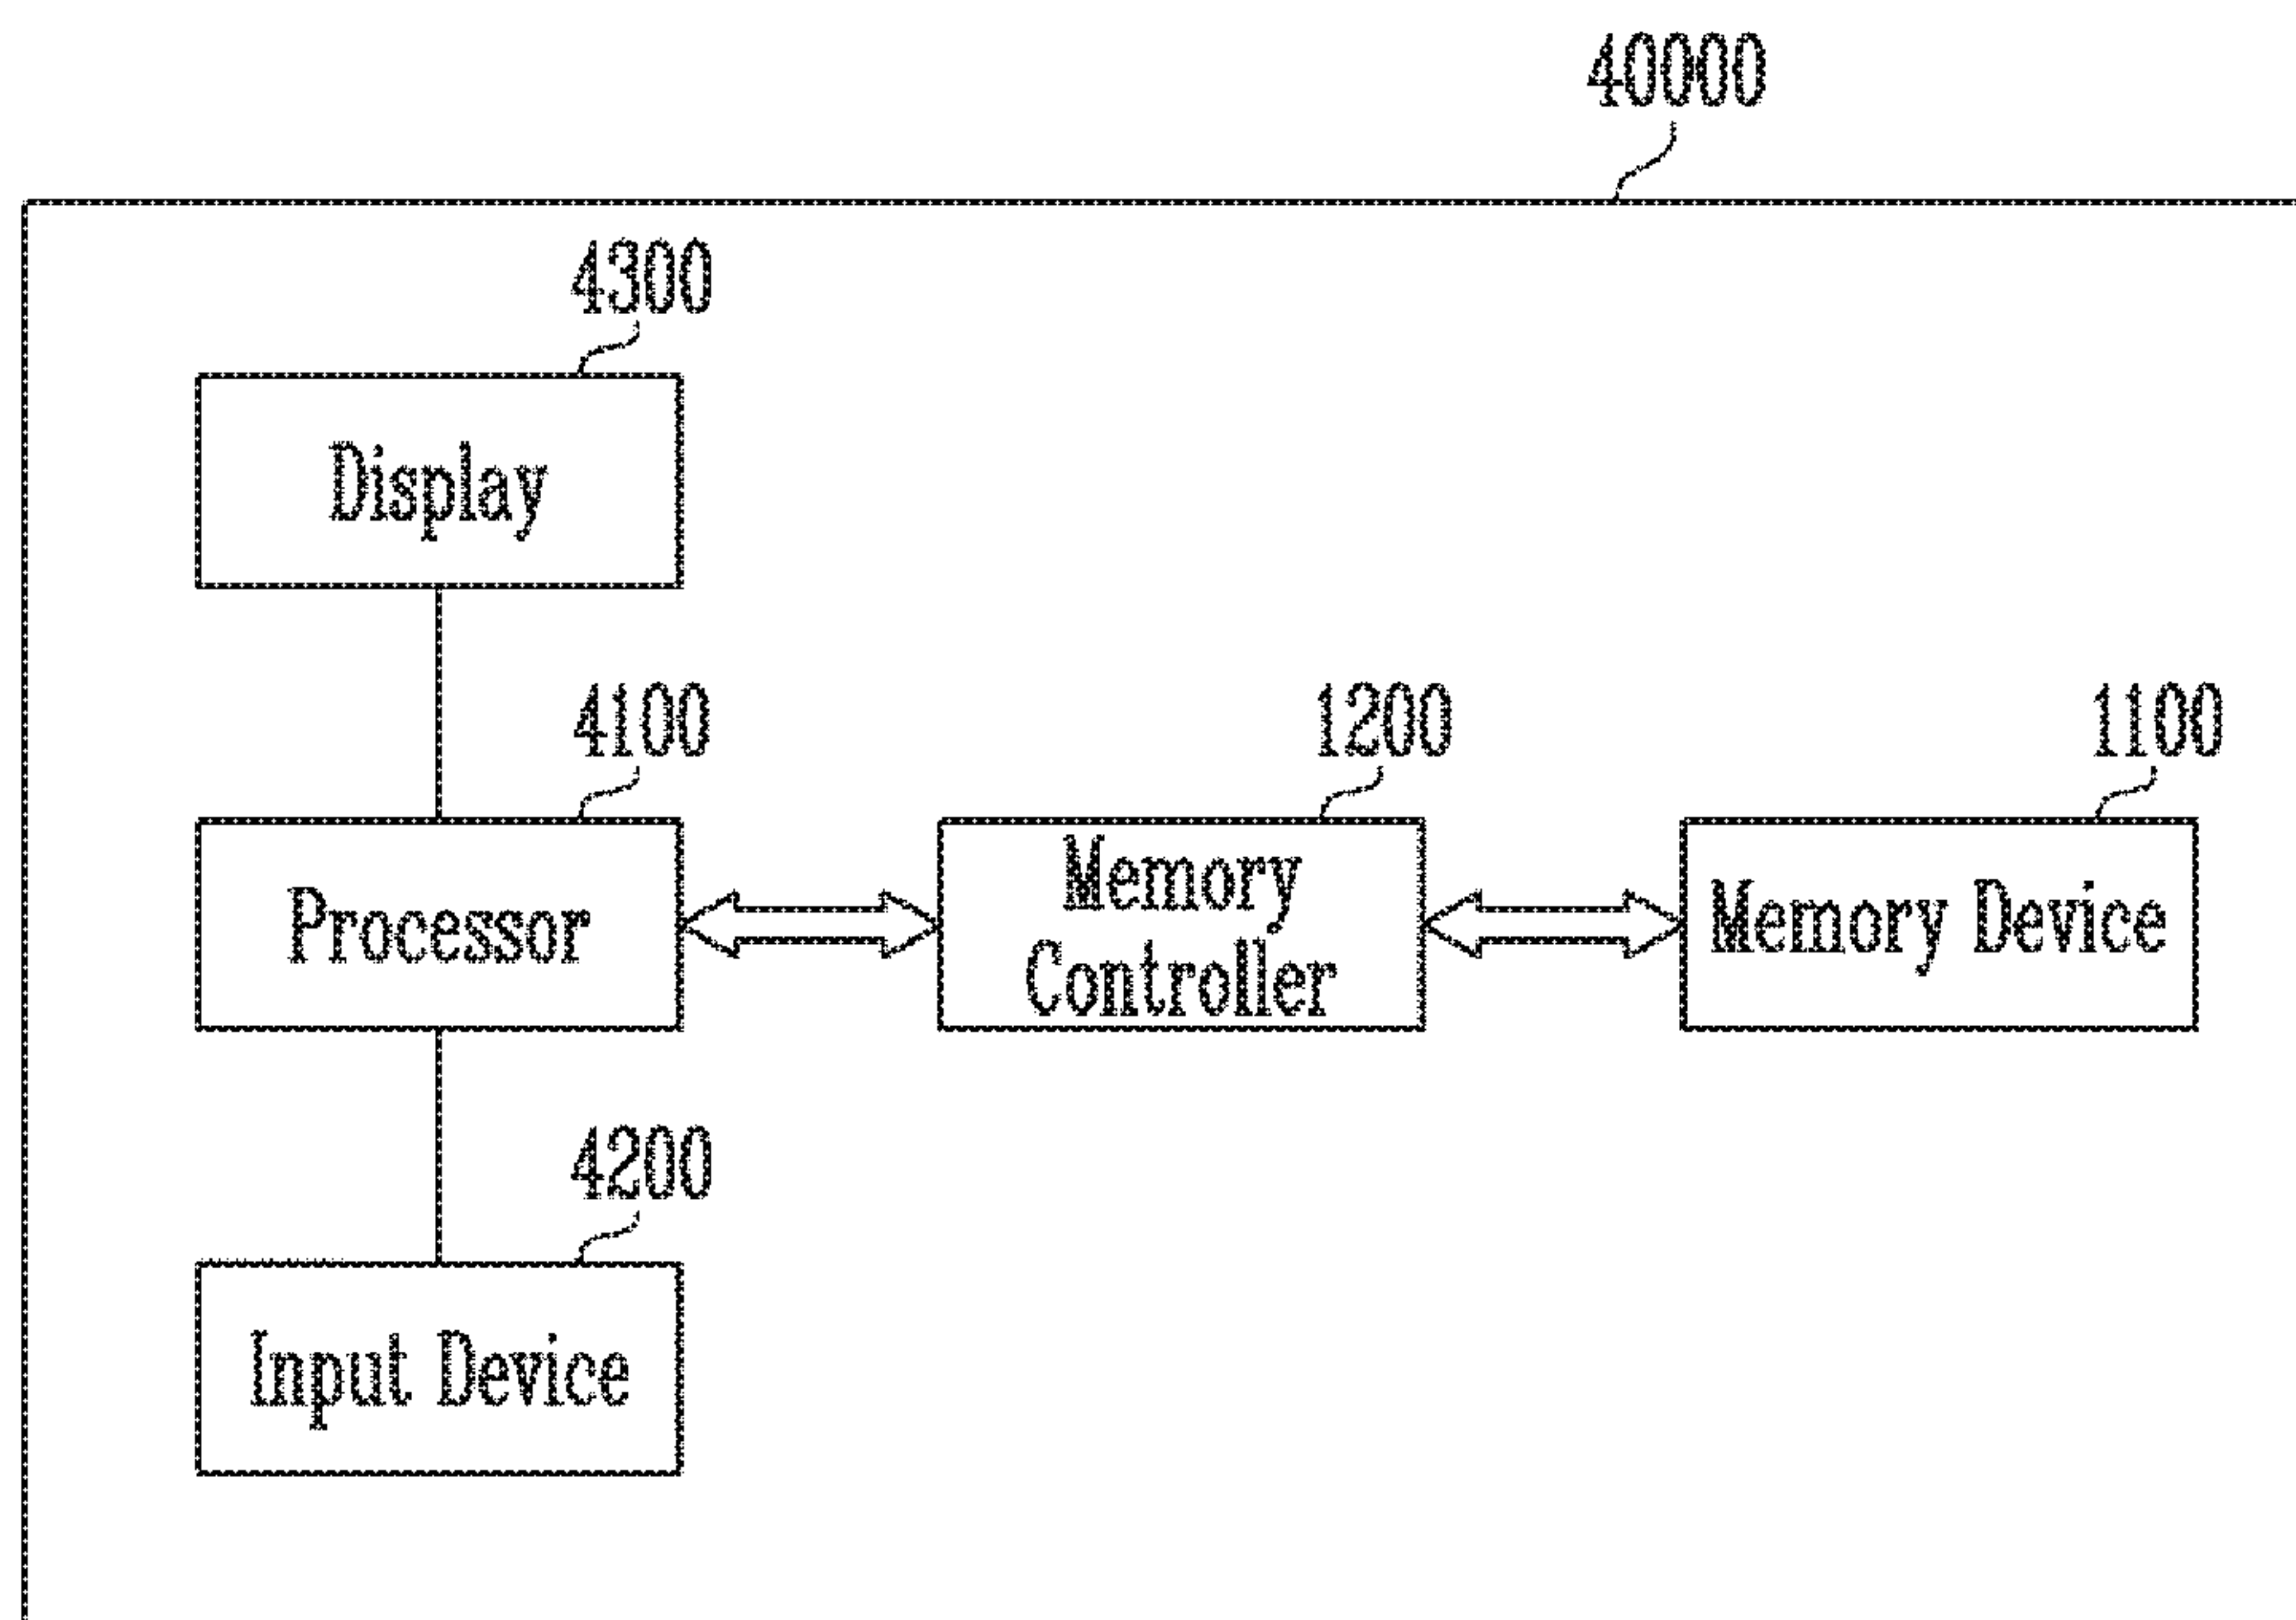 40000
4300
Display
4100
1200
1100
Processor
Memory
Controller
Memory Device
4200
Input Device